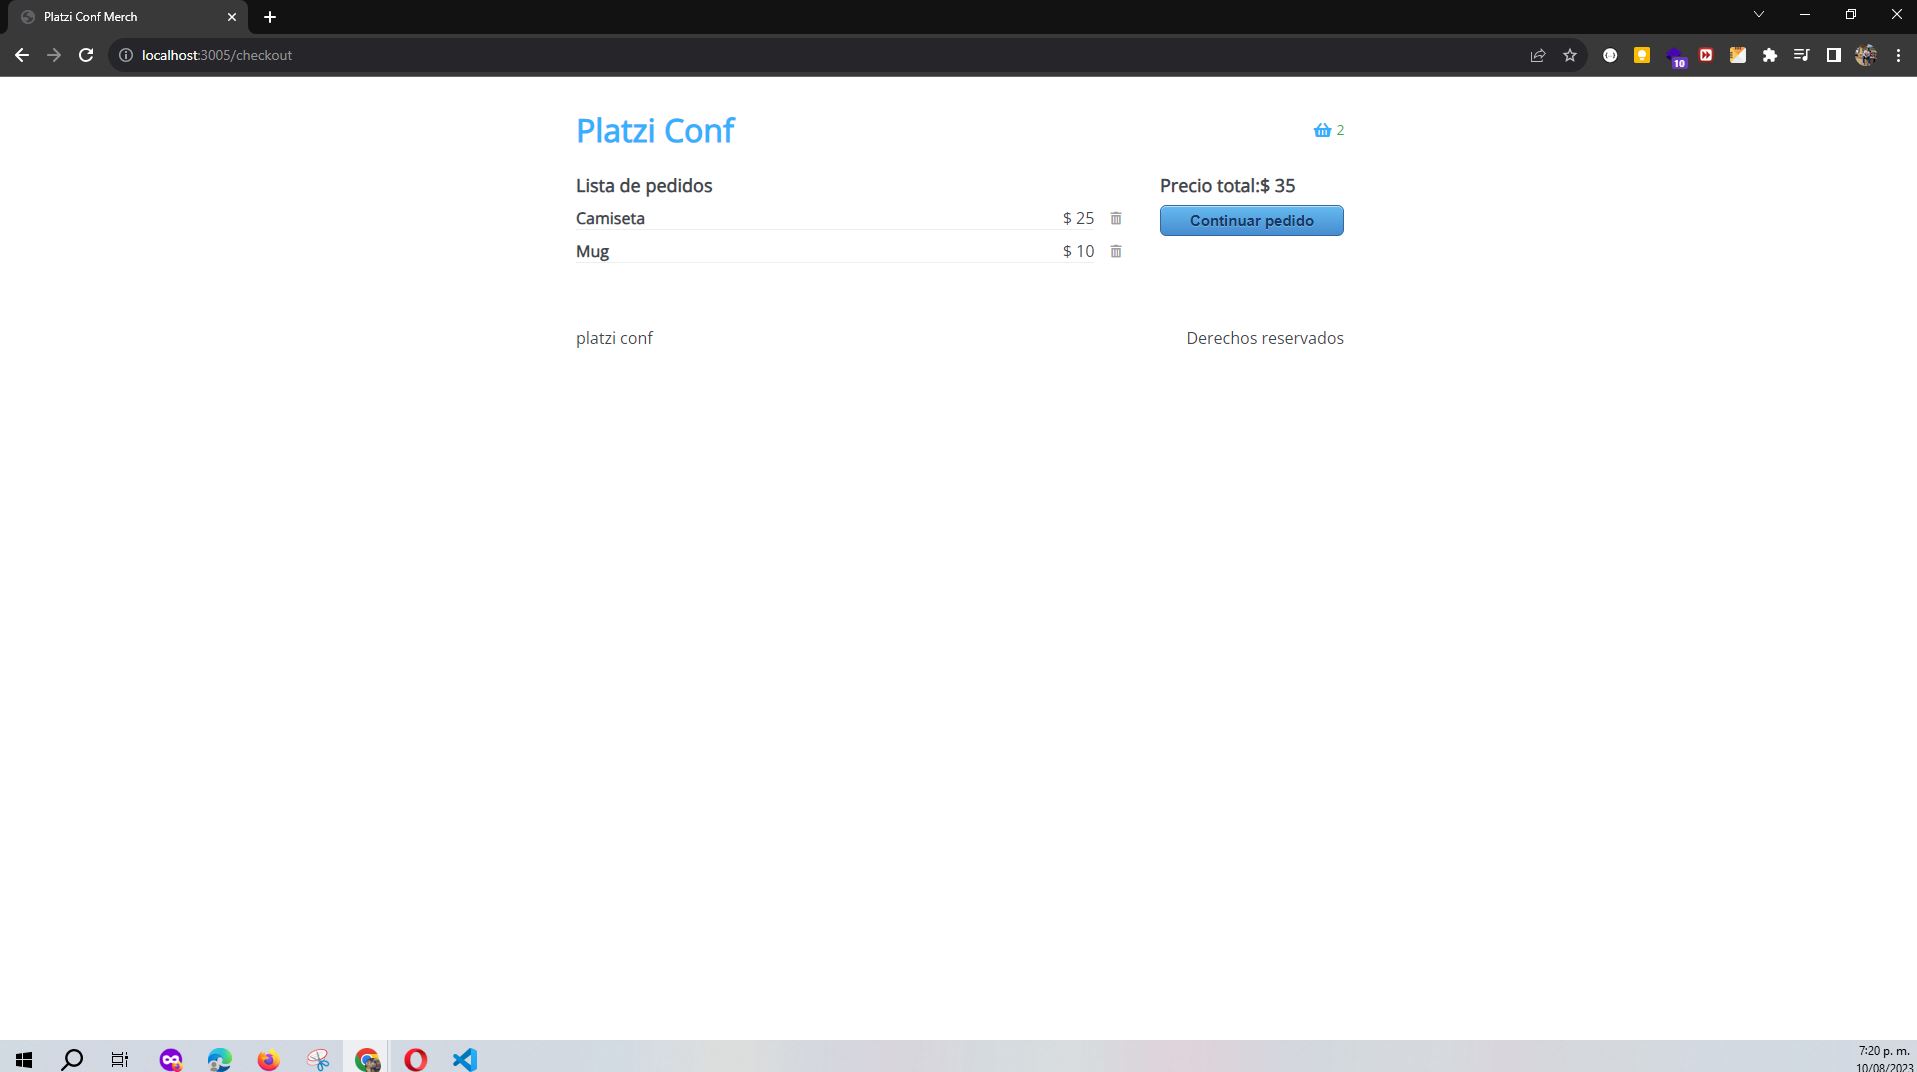 Platzi Conf Merch
localhost:3005/checkout
10
Platzi Conf
2
Lista de pedidos
Precio total:$ 35
Camiseta $ 25
Continuar pedido
Mug $ 10
platzi conf
Derechos reservados
7:20 p. m.
10/08/2023